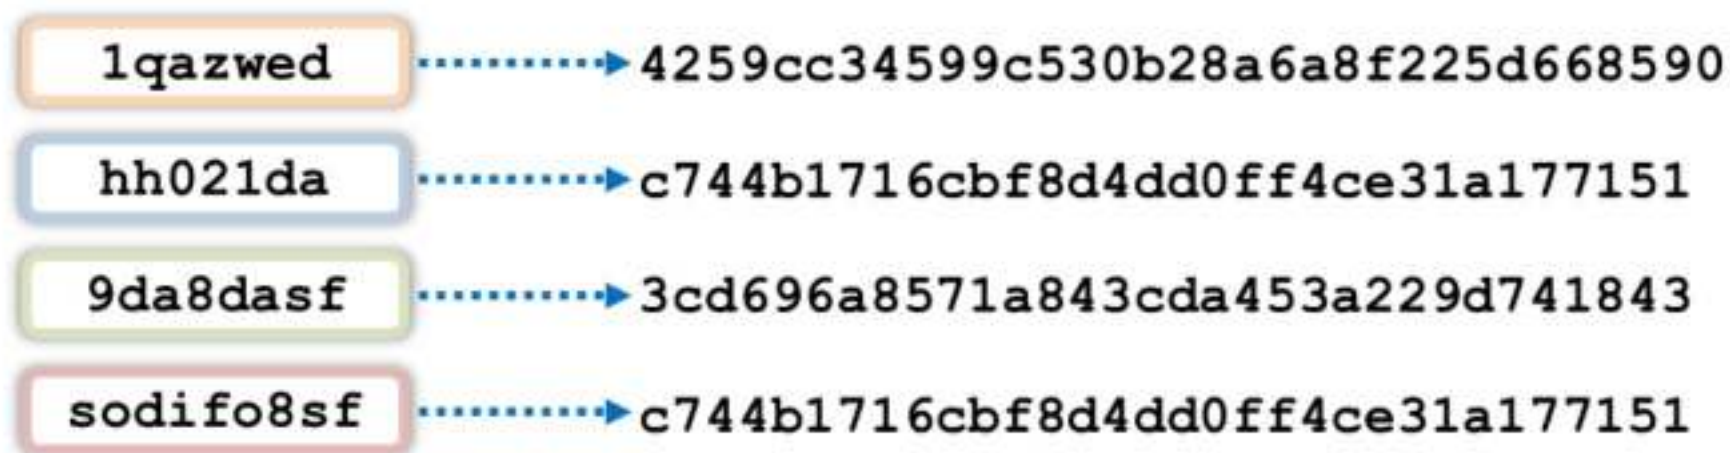 1qazwed 4259cc34599c530b28a6a8f225d668590
hh021da c744b1716cbf8d4dd0ff4ce31a177151
9da8dasf 3cd696a8571a843cda453a229d741843
sodifo8sf c744b1716cbf8d4dd0ff4ce31a177151